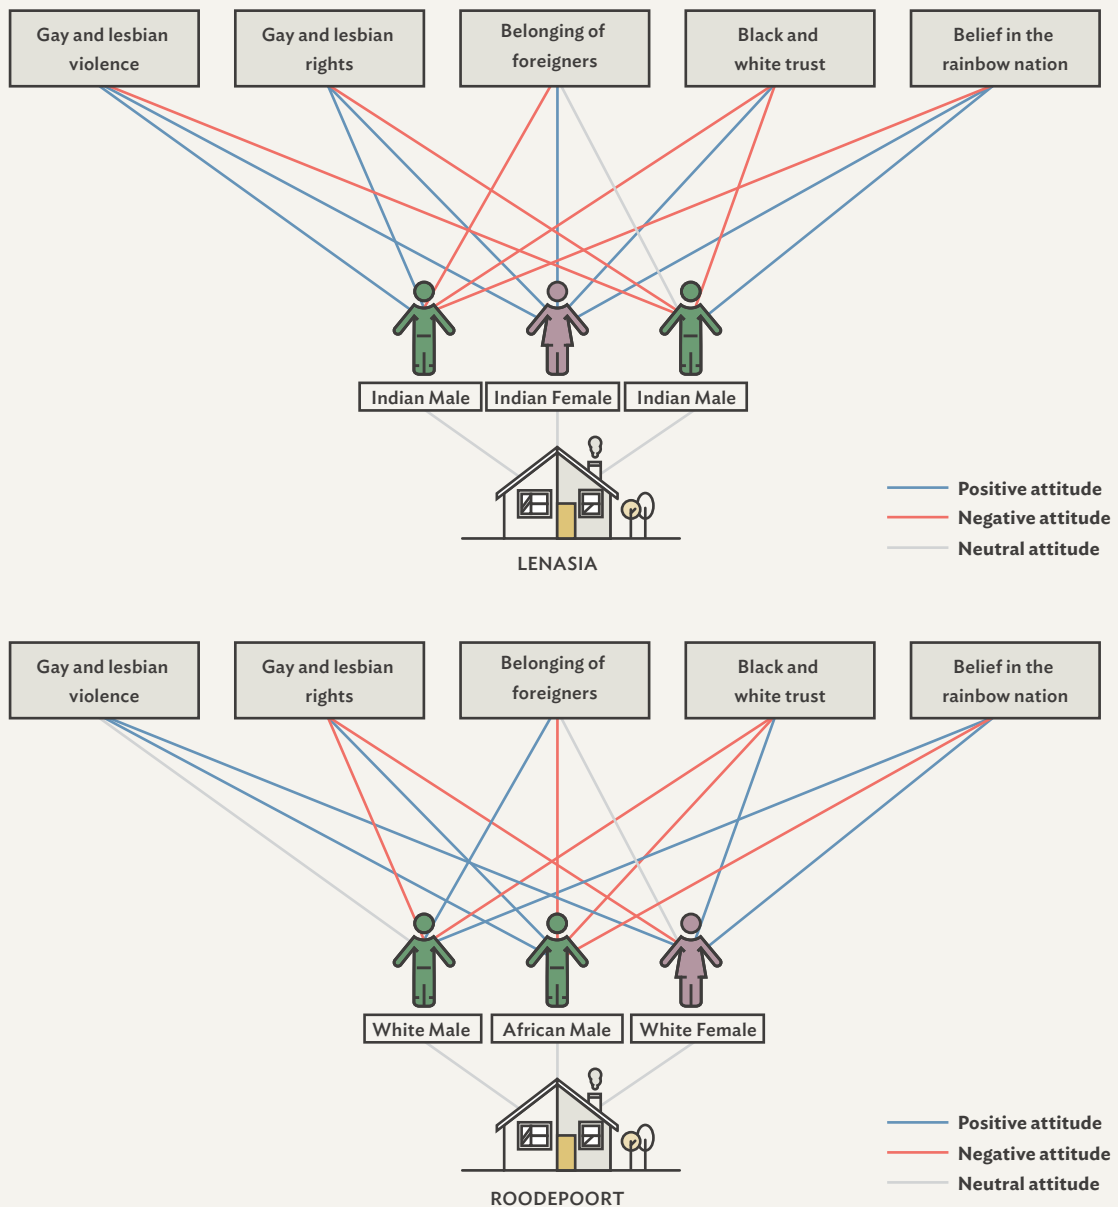 Gay and lesbian
violence
Gay and lesbian
rights
Belonging of
foreigners
Black and
white trust
Belief in the
rainbow nation
Indian Male
Indian Female
Indian Male
LENASIA
Positive attitude
Negative attitude
Neutral attitude
Gay and lesbian
violence
Gay and lesbian
rights
Belonging of
foreigners
Black and
white trust
Belief in the
rainbow nation
White Male
African Male
White Female
ROODEPOORT
Positive attitude
Negative attitude
Neutral attitude